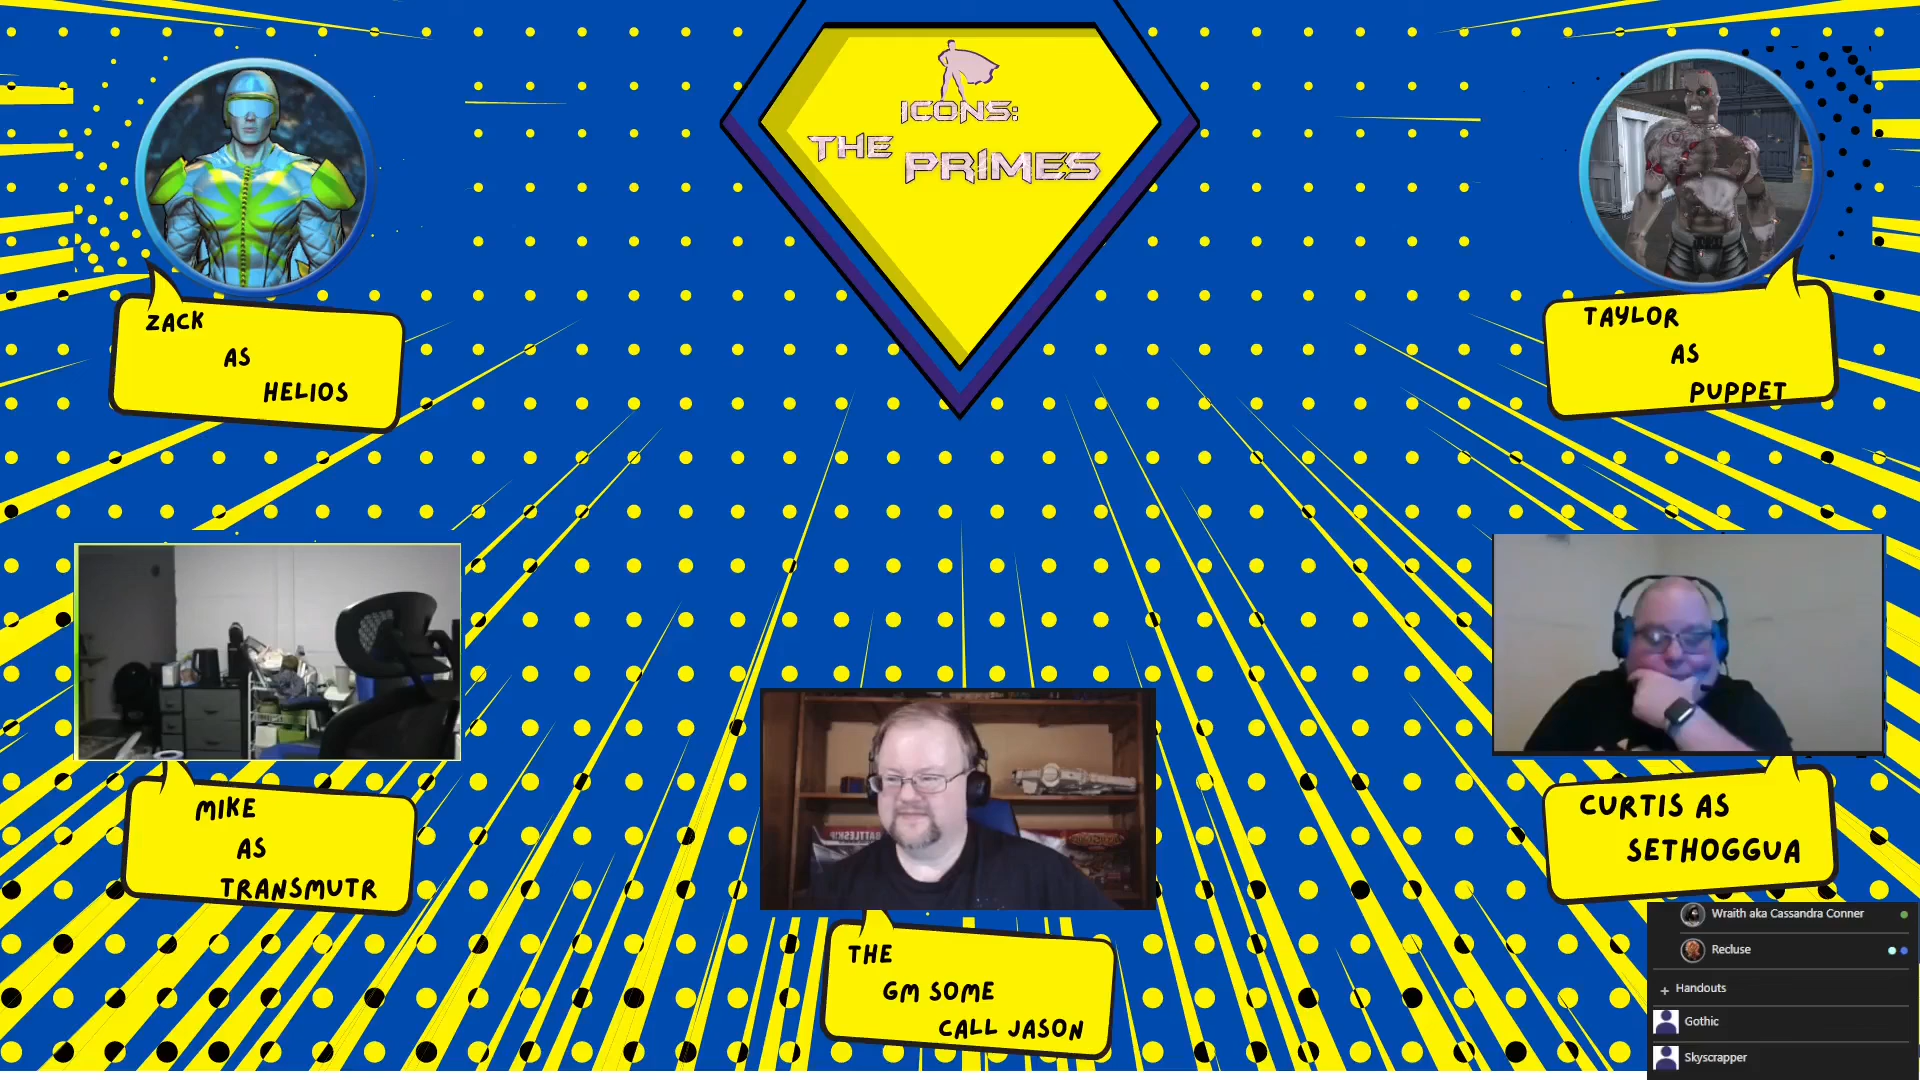 ICONS:
THE PRIMES
ZACK
AS
HELIOS
TAYLOR
AS
PUPPET
BATTLESHIP
MIKE
AS
TRANSMUTR
CURTIS AS
SETHOGGUA
THE
GM SOME
CALL JASON
Wraith aka Cassandra Conner
Recluse
+ Handouts
Gothic
Skyscrapper